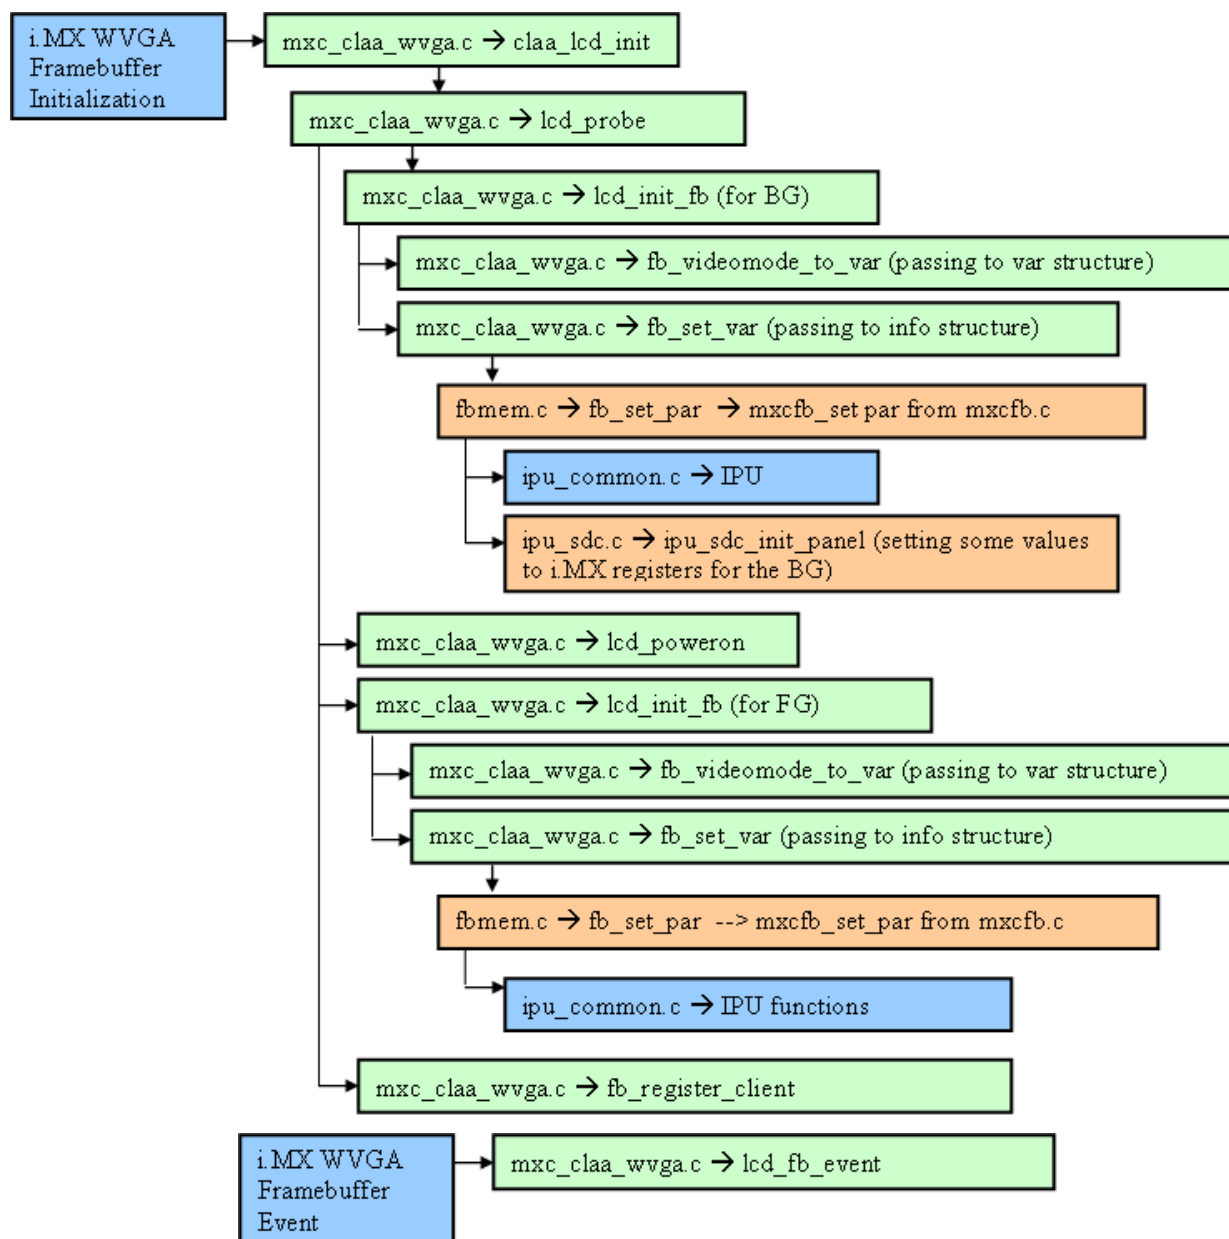 i.MX WVGA
Framebuffer
Initialization
mxc_claa_wvga.c → claa_lcd_init
mxc_claa_wvga.c → lcd_probe
mxc_claa_wvga.c → lcd_init_fb (for BG)
mxc_claa_wvga.c → fb_videomode_to_var (passing to var structure)
mxc_claa_wvga.c → fb_set_var (passing to info structure)
fbmem.c → fb_set_par → mxcfb_set par from mxcfb.c
ipu_common.c → IPU
ipu_sdc.c → ipu_sdc_init_panel (setting some values
to i.MX registers for the BG)
mxc_claa_wvga.c → lcd_poweron
mxc_claa_wvga.c → lcd_init_fb (for FG)
mxc_claa_wvga.c → fb_videomode_to_var (passing to var structure)
mxc_claa_wvga.c → fb_set_var (passing to info structure)
fbmem.c → fb_set_par --> mxcfb_set_par from mxcfb.c
ipu_common.c → IPU functions
mxc_claa_wvga.c → fb_register_client
i.MX WVGA
Framebuffer
Event
mxc_claa_wvga.c → lcd_fb_event